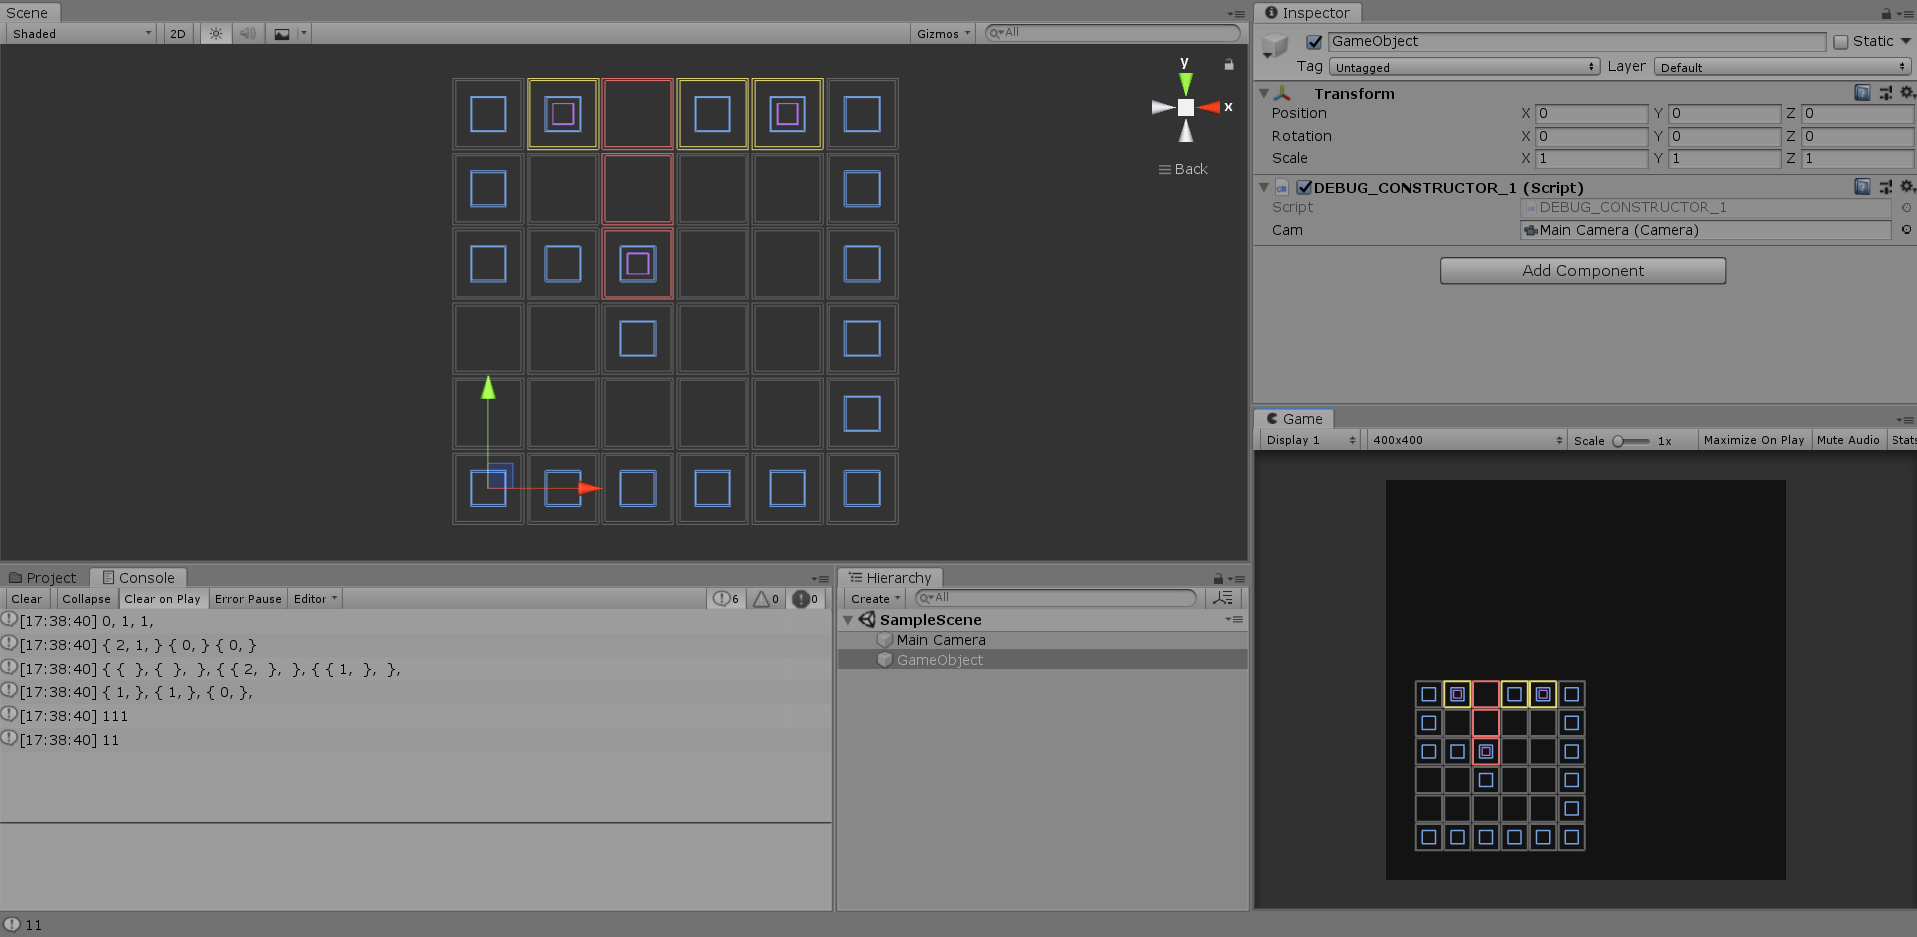 Scene
Shaded 2D Gizmos All
y
x
Back
Inspector
GameObject Static
Tag Untagged Layer Default
Transform
Position X 0 Y 0 Z 0
Rotation X 0 Y 0 Z 0
Scale X 1 Y 1 Z 1
DEBUG_CONSTRUCTOR_1 (Script)
Script DEBUG_CONSTRUCTOR_1
Cam Main Camera (Camera)
Add Component
Game
Display 1 400x400 Scale 1x Maximize On Play Mute Audio Stats
Project Console
Clear Collapse Clear on Play Error Pause Editor 6 0 0
[17:38:40] 0, 1, 1,
[17:38:40] { 2, 1, } { 0, } { 0, }
[17:38:40] { { }, { }, }, { { 2, }, }, { { 1, }, },
[17:38:40] { 1, }, { 1, }, { 0, },
[17:38:40] 111
[17:38:40] 11
Hierarchy
Create All
SampleScene
Main Camera
GameObject
11